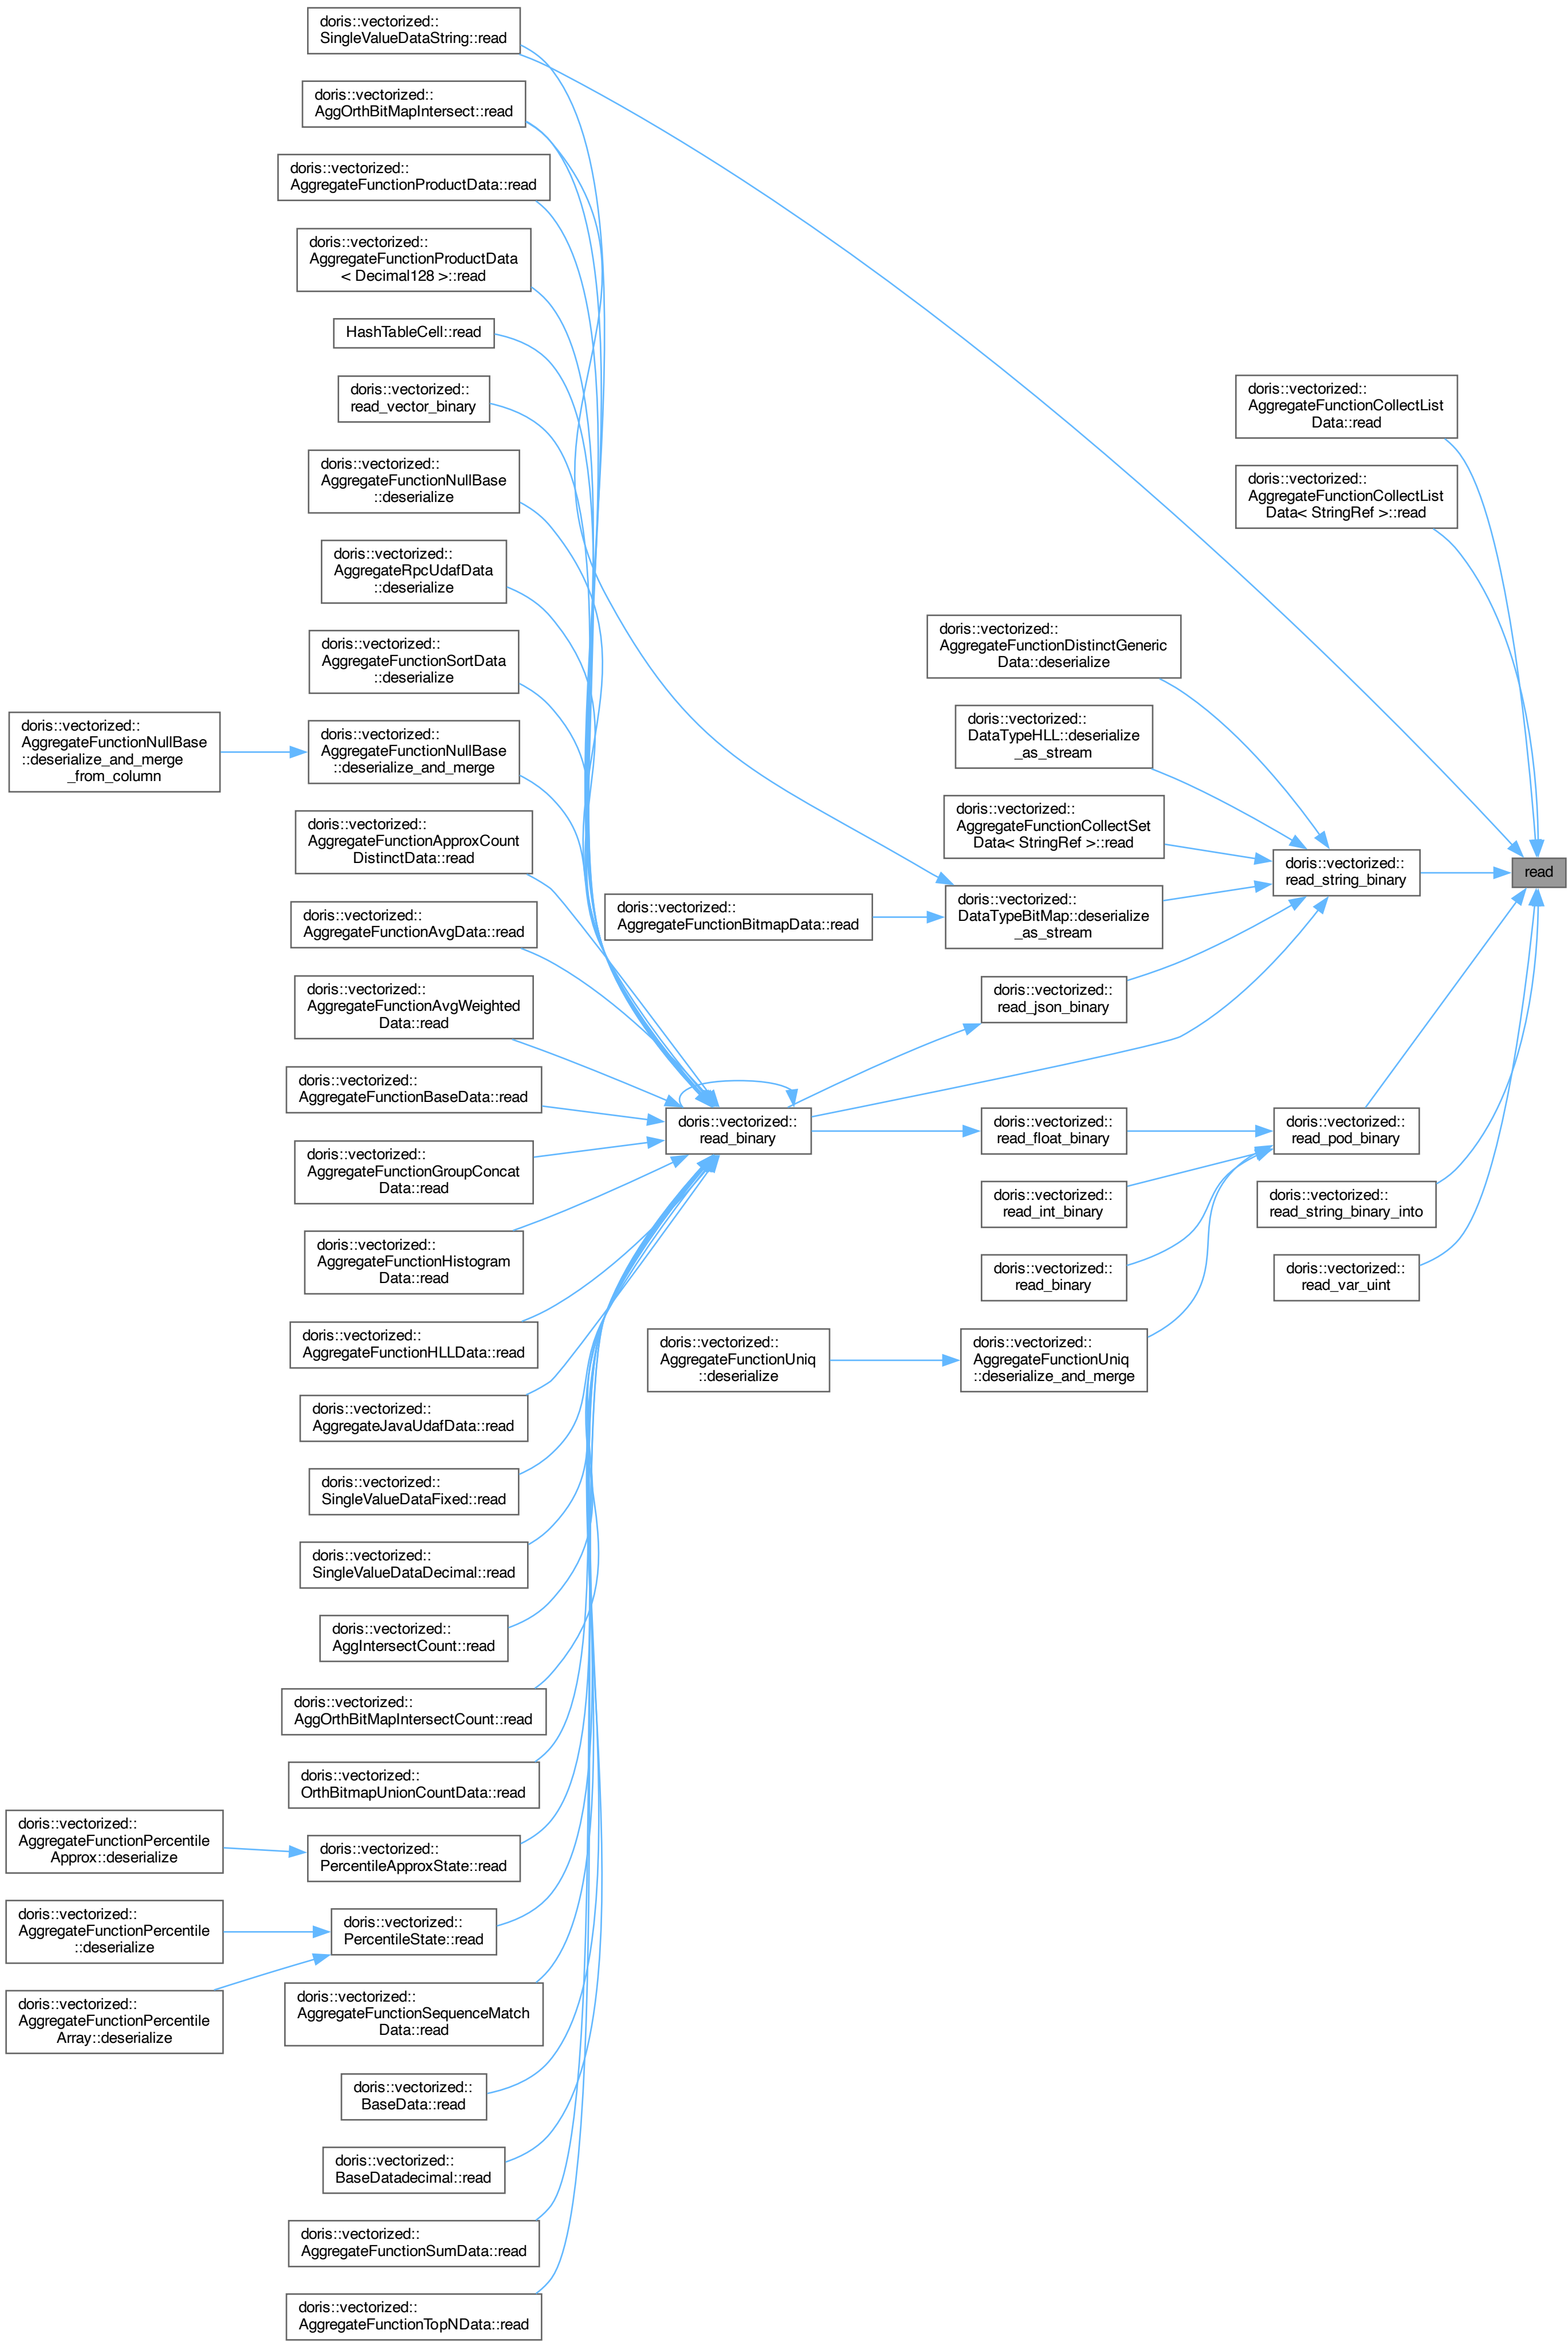 doris::vectorized::
SingleValueDataString::read
doris::vectorized::
AggOrthBitMapIntersect::read
doris::vectorized::
AggregateFunctionProductData::read
doris::vectorized::
AggregateFunctionProductData
< Decimal128 >::read
HashTableCell::read
doris::vectorized::
read_vector_binary
doris::vectorized::
AggregateFunctionNullBase
::deserialize
doris::vectorized::
AggregateRpcUdafData
::deserialize
doris::vectorized::
AggregateFunctionSortData
::deserialize
doris::vectorized::
AggregateFunctionNullBase
::deserialize_and_merge
_from_column
doris::vectorized::
AggregateFunctionNullBase
::deserialize_and_merge
doris::vectorized::
AggregateFunctionApproxCount
DistinctData::read
doris::vectorized::
AggregateFunctionAvgData::read
doris::vectorized::
AggregateFunctionAvgWeighted
Data::read
doris::vectorized::
AggregateFunctionBaseData::read
doris::vectorized::
AggregateFunctionGroupConcat
Data::read
doris::vectorized::
AggregateFunctionHistogram
Data::read
doris::vectorized::
AggregateFunctionHLLData::read
doris::vectorized::
AggregateJavaUdafData::read
doris::vectorized::
SingleValueDataFixed::read
doris::vectorized::
SingleValueDataDecimal::read
doris::vectorized::
AggIntersectCount::read
doris::vectorized::
AggOrthBitMapIntersectCount::read
doris::vectorized::
OrthBitmapUnionCountData::read
doris::vectorized::
AggregateFunctionPercentile
Approx::deserialize
doris::vectorized::
PercentileApproxState::read
doris::vectorized::
AggregateFunctionPercentile
::deserialize
doris::vectorized::
PercentileState::read
doris::vectorized::
AggregateFunctionPercentile
Array::deserialize
doris::vectorized::
AggregateFunctionSequenceMatch
Data::read
doris::vectorized::
BaseData::read
doris::vectorized::
BaseDatadecimal::read
doris::vectorized::
AggregateFunctionSumData::read
doris::vectorized::
AggregateFunctionTopNData::read
doris::vectorized::
AggregateFunctionBitmapData::read
doris::vectorized::
read_binary
doris::vectorized::
AggregateFunctionUniq
::deserialize
doris::vectorized::
AggregateFunctionDistinctGeneric
Data::deserialize
doris::vectorized::
DataTypeHLL::deserialize
_as_stream
doris::vectorized::
AggregateFunctionCollectSet
Data< StringRef >::read
doris::vectorized::
DataTypeBitMap::deserialize
_as_stream
doris::vectorized::
read_json_binary
doris::vectorized::
read_float_binary
doris::vectorized::
read_int_binary
doris::vectorized::
read_binary
doris::vectorized::
AggregateFunctionUniq
::deserialize_and_merge
doris::vectorized::
AggregateFunctionCollectList
Data::read
doris::vectorized::
AggregateFunctionCollectList
Data< StringRef >::read
doris::vectorized::
read_string_binary
doris::vectorized::
read_pod_binary
doris::vectorized::
read_string_binary_into
doris::vectorized::
read_var_uint
read